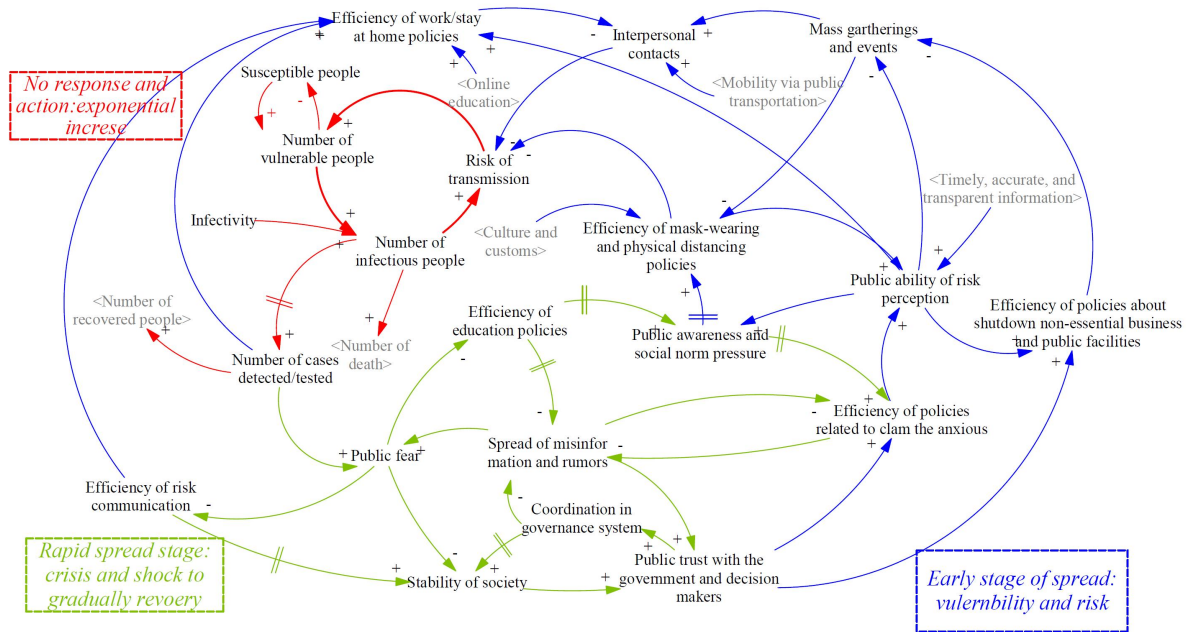 Efficiency of work/stay
at home policies
Interpersonal
contacts
Mass gartherings
and events
No response and
action:exponential
increse
Susceptible people
<Online
education>
<Mobility via public
transportation>
Number of
vulnerable people
Risk of
transmission
<Timely, accurate, and
transparent information>
Infectivity
Number of
infectious people
<Culture and
customs>
Efficiency of mask-wearing
and physical distancing
policies
Public ability of risk
perception
<Number of
recovered people>
Efficiency of
education policies
Efficiency of policies about
shutdown non-essential business
and public facilities
<Number of
death>
Public awareness and
social norm pressure
Number of cases
detected/tested
Efficiency of policies
related to clam the anxious
Public fear
Spread of misinfor
mation and rumors
Efficiency of risk
communication
Coordination in
governance system
Rapid spread stage:
crisis and shock to
gradually revoery
Stability of society
Public trust with the
government and decision
makers
Early stage of spread:
vulernbility and risk